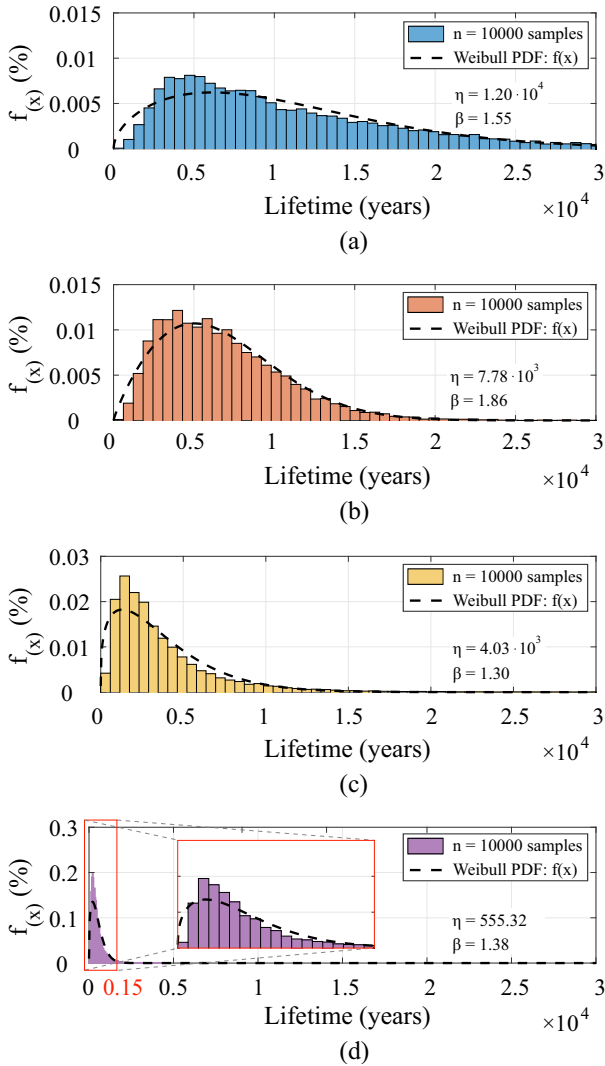 0.015
n = 10000 samples
Weibull PDF: f(x)
0.01
f(x) (%)
η = 1.20 · 10^4
β = 1.55
0.005
0
0 0.5 1 1.5 2 2.5 3
Lifetime (years) ×10^4
(a)
0.015
n = 10000 samples
Weibull PDF: f(x)
0.01
f(x) (%)
η = 7.78 · 10^3
β = 1.86
0.005
0
0 0.5 1 1.5 2 2.5 3
Lifetime (years) ×10^4
(b)
0.03
n = 10000 samples
Weibull PDF: f(x)
0.02
f(x) (%)
η = 4.03 · 10^3
β = 1.30
0.01
0
0 0.5 1 1.5 2 2.5 3
Lifetime (years) ×10^4
(c)
0.3
n = 10000 samples
Weibull PDF: f(x)
0.2
f(x) (%)
η = 555.32
β = 1.38
0.1
0
0 0.15 0.5 1 1.5 2 2.5 3
Lifetime (years) ×10^4
(d)